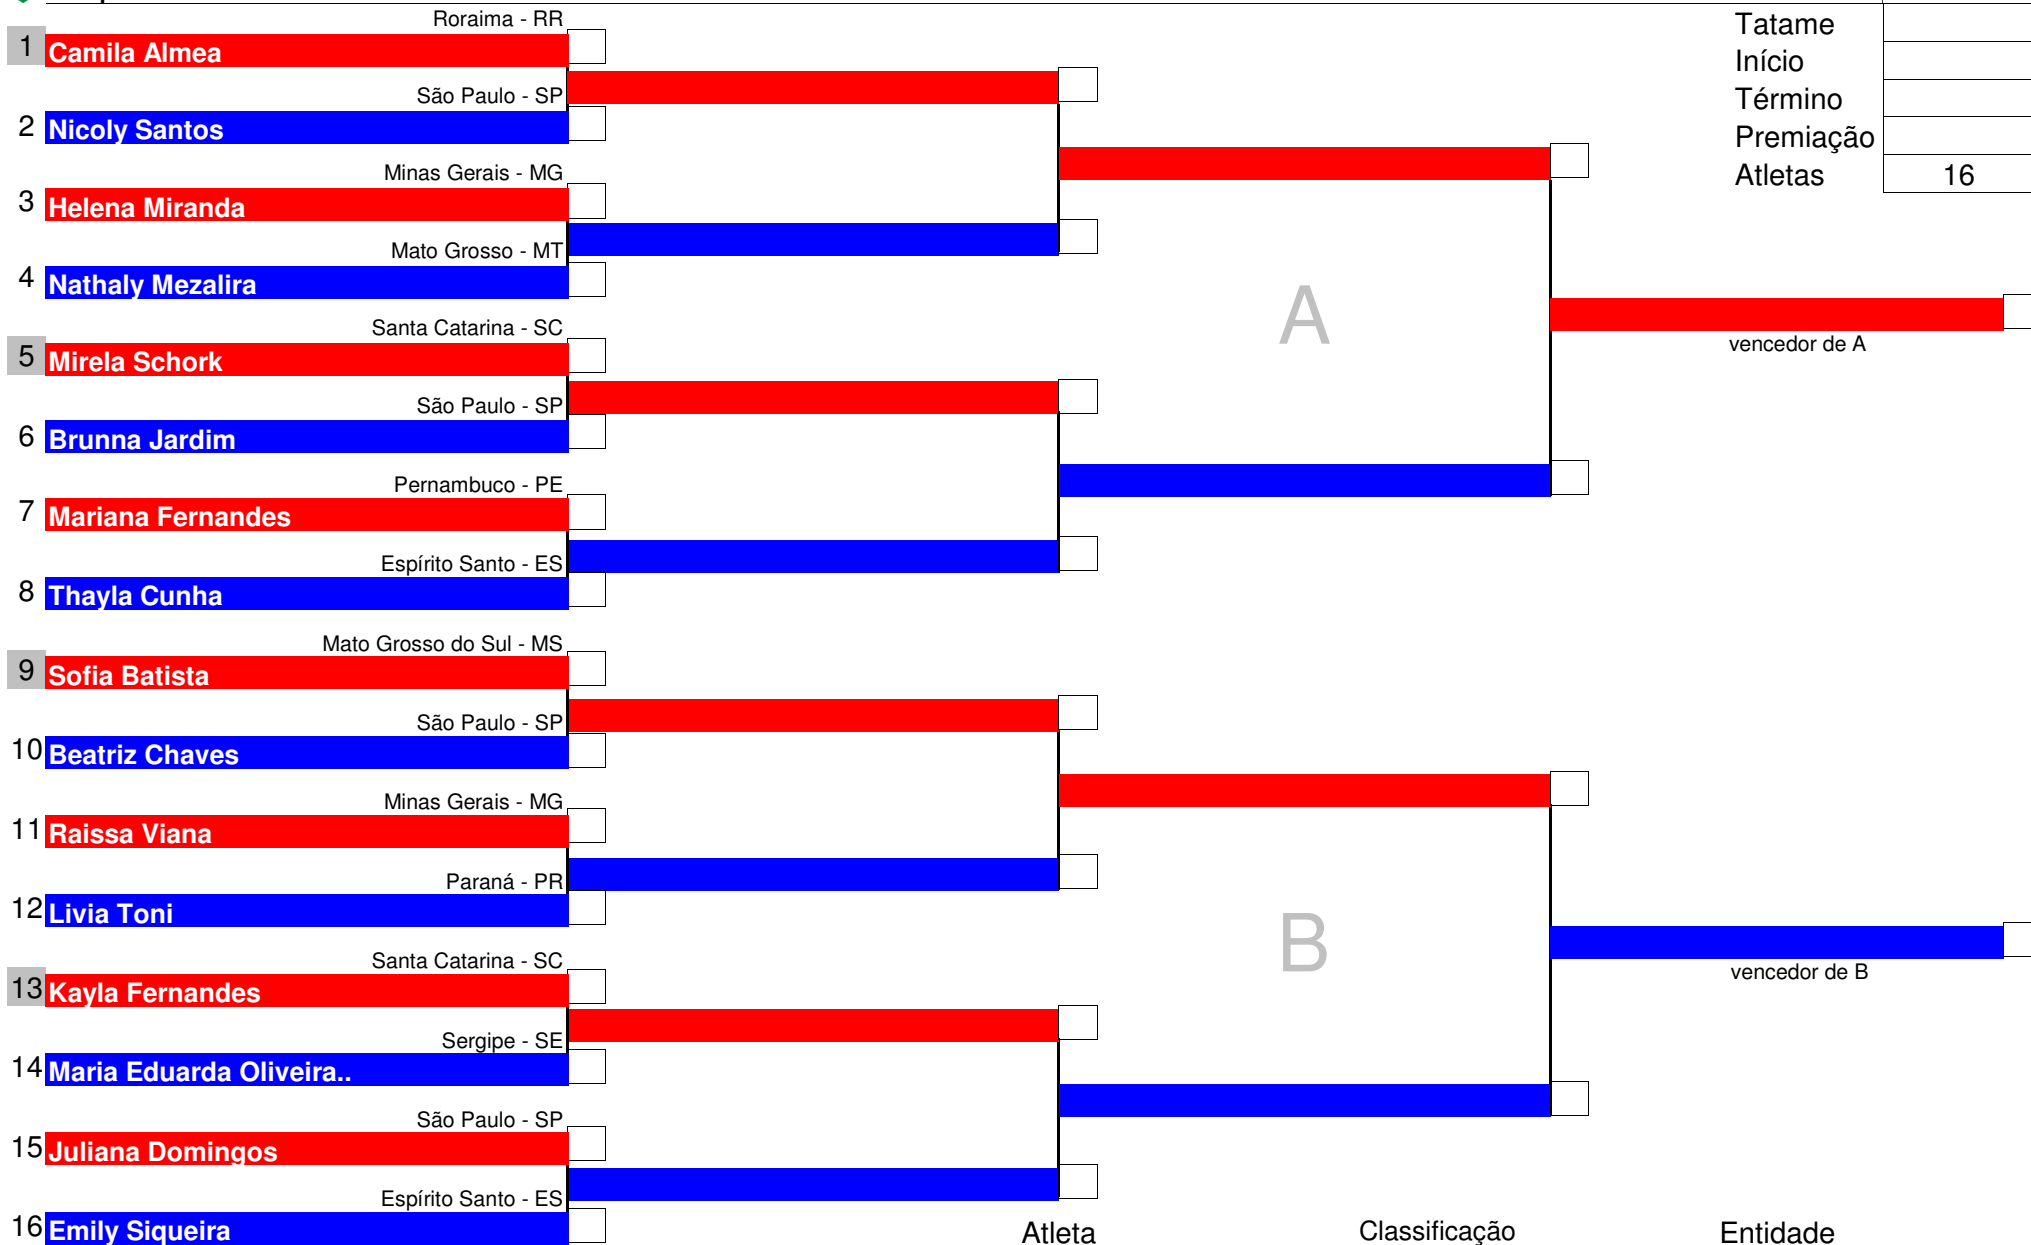 Roraima - RR
1 Camila Almea
São Paulo - SP
2 Nicoly Santos
Minas Gerais - MG
3 Helena Miranda
Mato Grosso - MT
4 Nathaly Mezalira
Santa Catarina - SC
5 Mirela Schork
São Paulo - SP
6 Brunna Jardim
Pernambuco - PE
7 Mariana Fernandes
Espírito Santo - ES
8 Thayla Cunha
Mato Grosso do Sul - MS
9 Sofia Batista
São Paulo - SP
10 Beatriz Chaves
Minas Gerais - MG
11 Raissa Viana
Paraná - PR
12 Livia Toni
Santa Catarina - SC
13 Kayla Fernandes
Sergipe - SE
14 Maria Eduarda Oliveira..
São Paulo - SP
15 Juliana Domingos
Espírito Santo - ES
16 Emily Siqueira
A
B
Tatame
Início
Término
Premiação
Atletas 16
vencedor de A
vencedor de B
Atleta Classificação Entidade